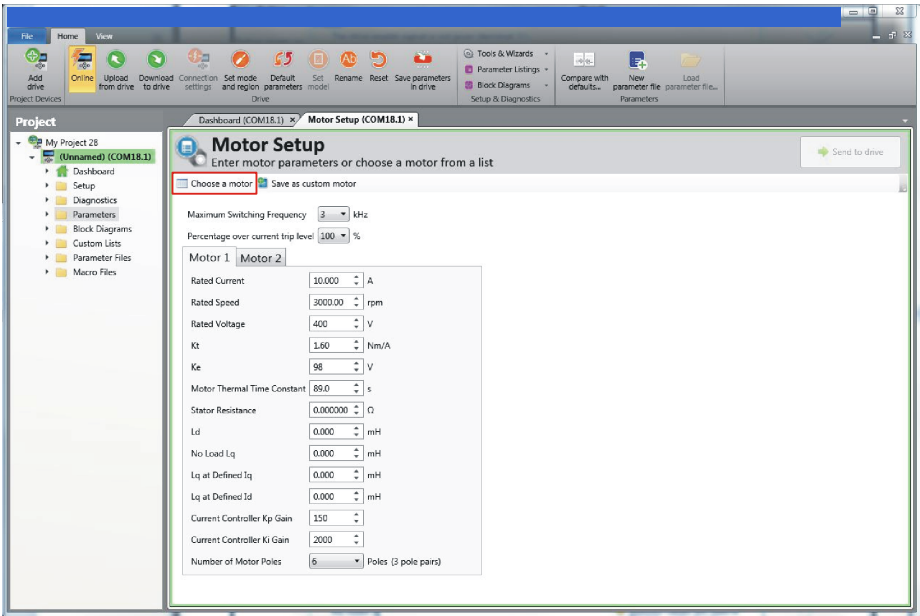 File Home View
Add drive
Online
Upload from drive
Download to drive
Connection settings
Set mode and region
Default parameters
Set model
Rename
Reset
Save parameters in drive
Tools & Wizards
Parameter Listings
Block Diagrams
Compare with defaults...
New parameter file
Load parameter file...
Project Devices
Drive
Setup & Diagnostics
Parameters
Project
My Project 28
(Unnamed) (COM18.1)
Dashboard
Setup
Diagnostics
Parameters
Block Diagrams
Custom Lists
Parameter Files
Macro Files
Dashboard (COM18.1) × Motor Setup (COM18.1) ×
Motor Setup
Enter motor parameters or choose a motor from a list
Send to drive
Choose a motor Save as custom motor
Maximum Switching Frequency 3 kHz
Percentage over current trip level 100 %
Motor 1 Motor 2
Rated Current 10.000 A
Rated Speed 3000.00 rpm
Rated Voltage 400 V
Kt 1.60 Nm/A
Ke 98 V
Motor Thermal Time Constant 89.0 s
Stator Resistance 0.000000 Ω
Ld 0.000 mH
No Load Lq 0.000 mH
Lq at Defined Iq 0.000 mH
Lq at Defined Id 0.000 mH
Current Controller Kp Gain 150
Current Controller Ki Gain 2000
Number of Motor Poles 6 Poles (3 pole pairs)